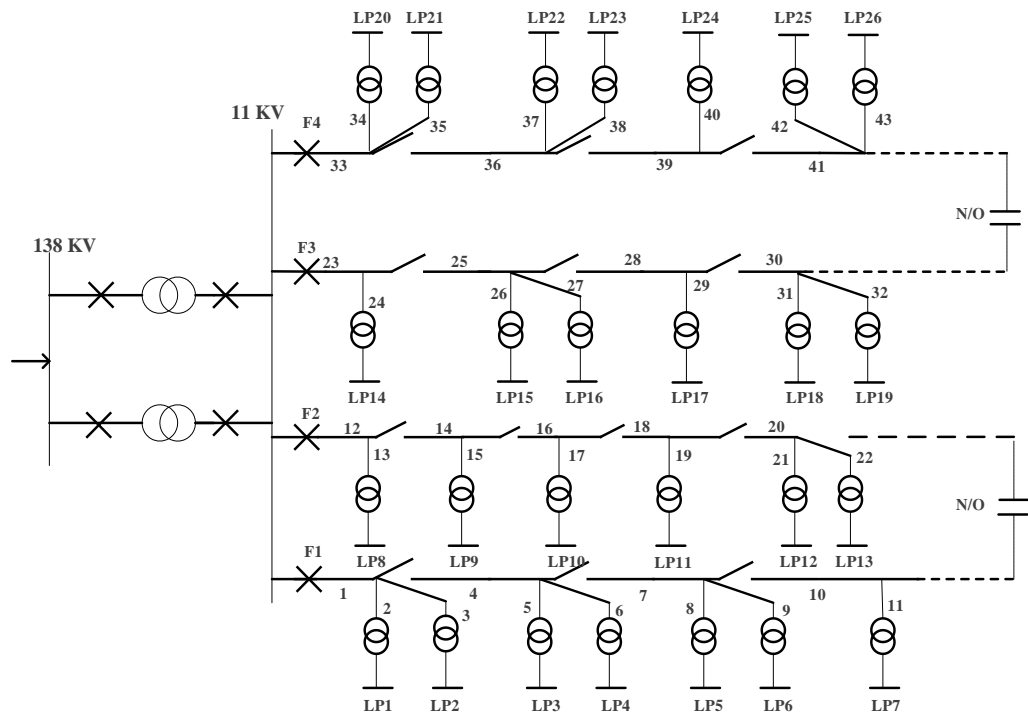 LP20 LP21 LP22 LP23 LP24 LP25 LP26
11 KV
F4
34 35 37 38 40 42 43
33 36 39 41
N/O
138 KV
F3
23 25 28 30
24 26 27 29 31 32
LP14 LP15 LP16 LP17 LP18 LP19
F2
12 14 16 18 20
13 15 17 19 21 22
N/O
LP8 LP9 LP10 LP11 LP12 LP13
F1
1 4 7 10
2 3 5 6 8 9 11
LP1 LP2 LP3 LP4 LP5 LP6 LP7